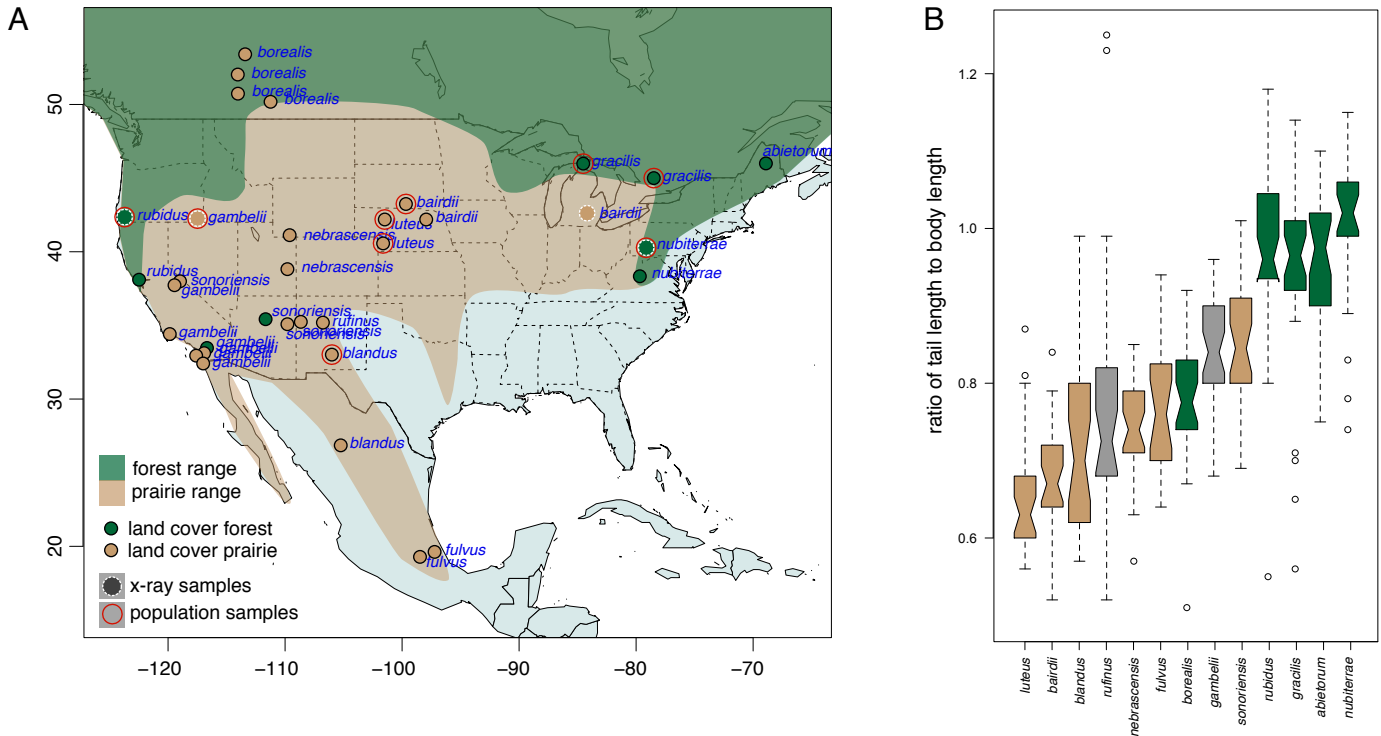 A
50
40
30
20
−120
−110
−100
−90
−80
−70
borealis
borealis
borealis
borealis
abietorum
gracilis
gracilis
bairdii
bairdii
bairdii
luteus
luteus
rubidus
gambelii
nebrascensis
nubiterrae
nubiterrae
nebrascensis
rubidus
sonoriensis
gambelii
sonoriensis
rufinus
sonoriensis
sonoriensis
gambelii
gambelii
gambelii
gambelii
gambelii
blandus
blandus
fulvus
fulvus
forest range
prairie range
land cover forest
land cover prairie
x-ray samples
population samples
B
ratio of tail length to body length
1.2
1.0
0.8
0.6
luteus
bairdii
blandus
rufinus
nebrascensis
fulvus
borealis
gambelii
sonoriensis
rubidus
gracilis
abietorum
nubiterrae